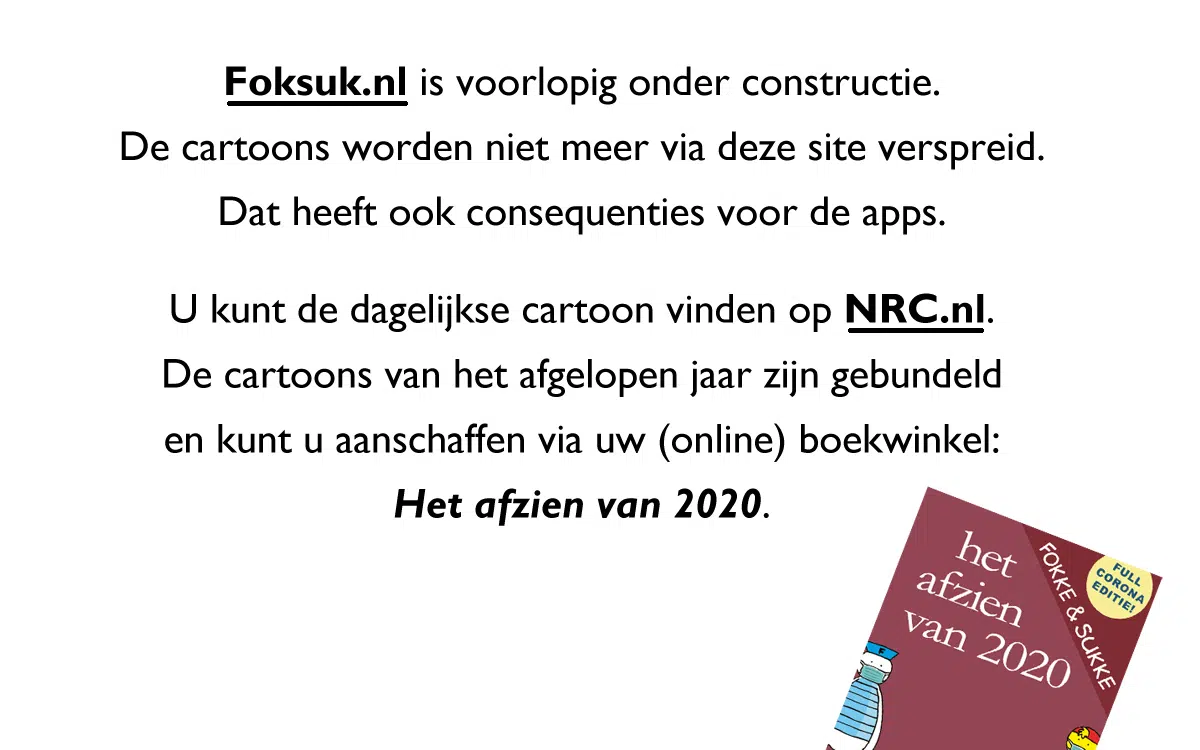 Foksuk.nl is voorlopig onder constructie.
De cartoons worden niet meer via deze site verspreid.
Dat heeft ook consequenties voor de apps.
U kunt de dagelijkse cartoon vinden op NRC.nl.
De cartoons van het afgelopen jaar zijn gebundeld
en kunt u aanschaffen via uw (online) boekwinkel:
Het afzien van 2020.
het
afzien
van 2020
FOKKE & SUKKE
FULL
CORONA
EDITIE!
F